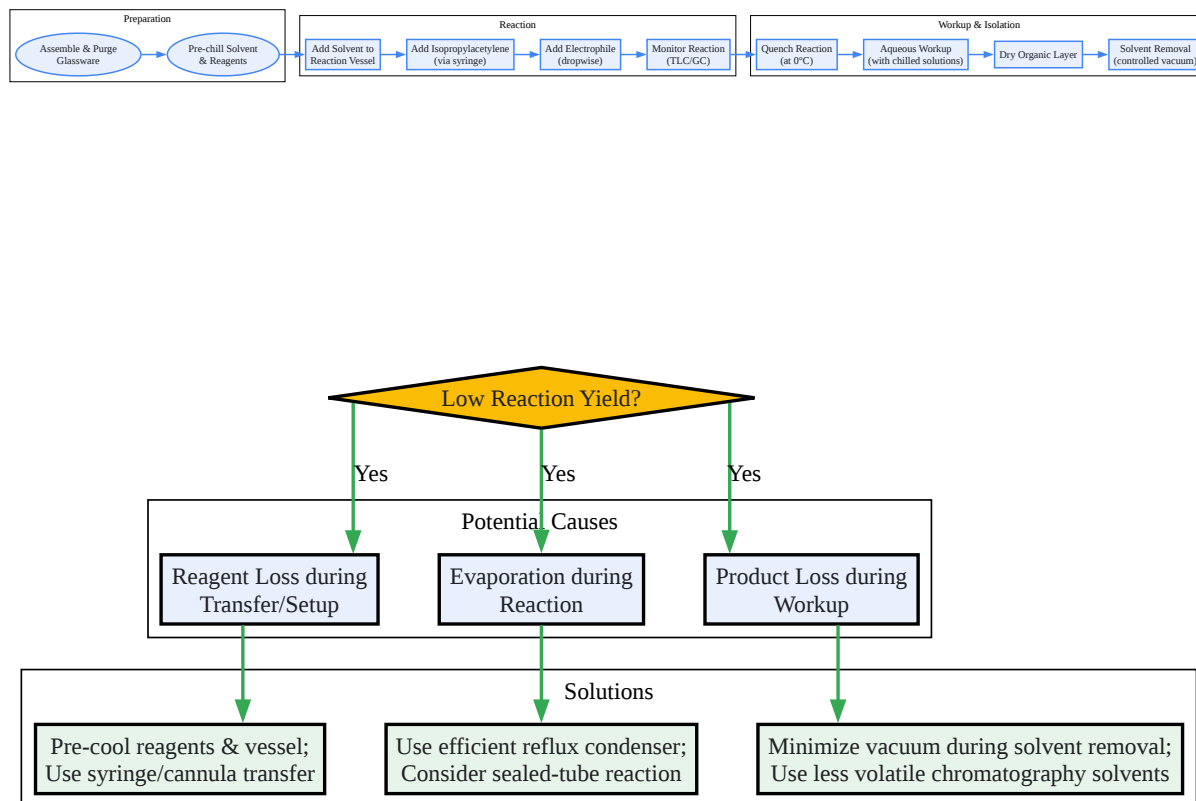 Preparation
Assemble & Purge
Glassware
Pre-chill Solvent
& Reagents
Reaction
Add Solvent to
Reaction Vessel
Add Isopropylacetylene
(via syringe)
Add Electrophile
(dropwise)
Monitor Reaction
(TLC/GC)
Workup & Isolation
Quench Reaction
(at 0°C)
Aqueous Workup
(with chilled solutions)
Dry Organic Layer
Solvent Removal
(controlled vacuum)
Low Reaction Yield?
Yes
Yes
Yes
Potential Causes
Reagent Loss during
Transfer/Setup
Evaporation during
Reaction
Product Loss during
Workup
Solutions
Pre-cool reagents & vessel;
Use syringe/cannula transfer
Use efficient reflux condenser;
Consider sealed-tube reaction
Minimize vacuum during solvent removal;
Use less volatile chromatography solvents